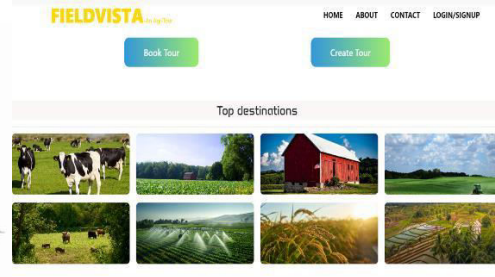 FIELDVISTA
HOME ABOUT CONTACT LOGIN/SIGNUP
Book Tour Create Tour
Top destinations